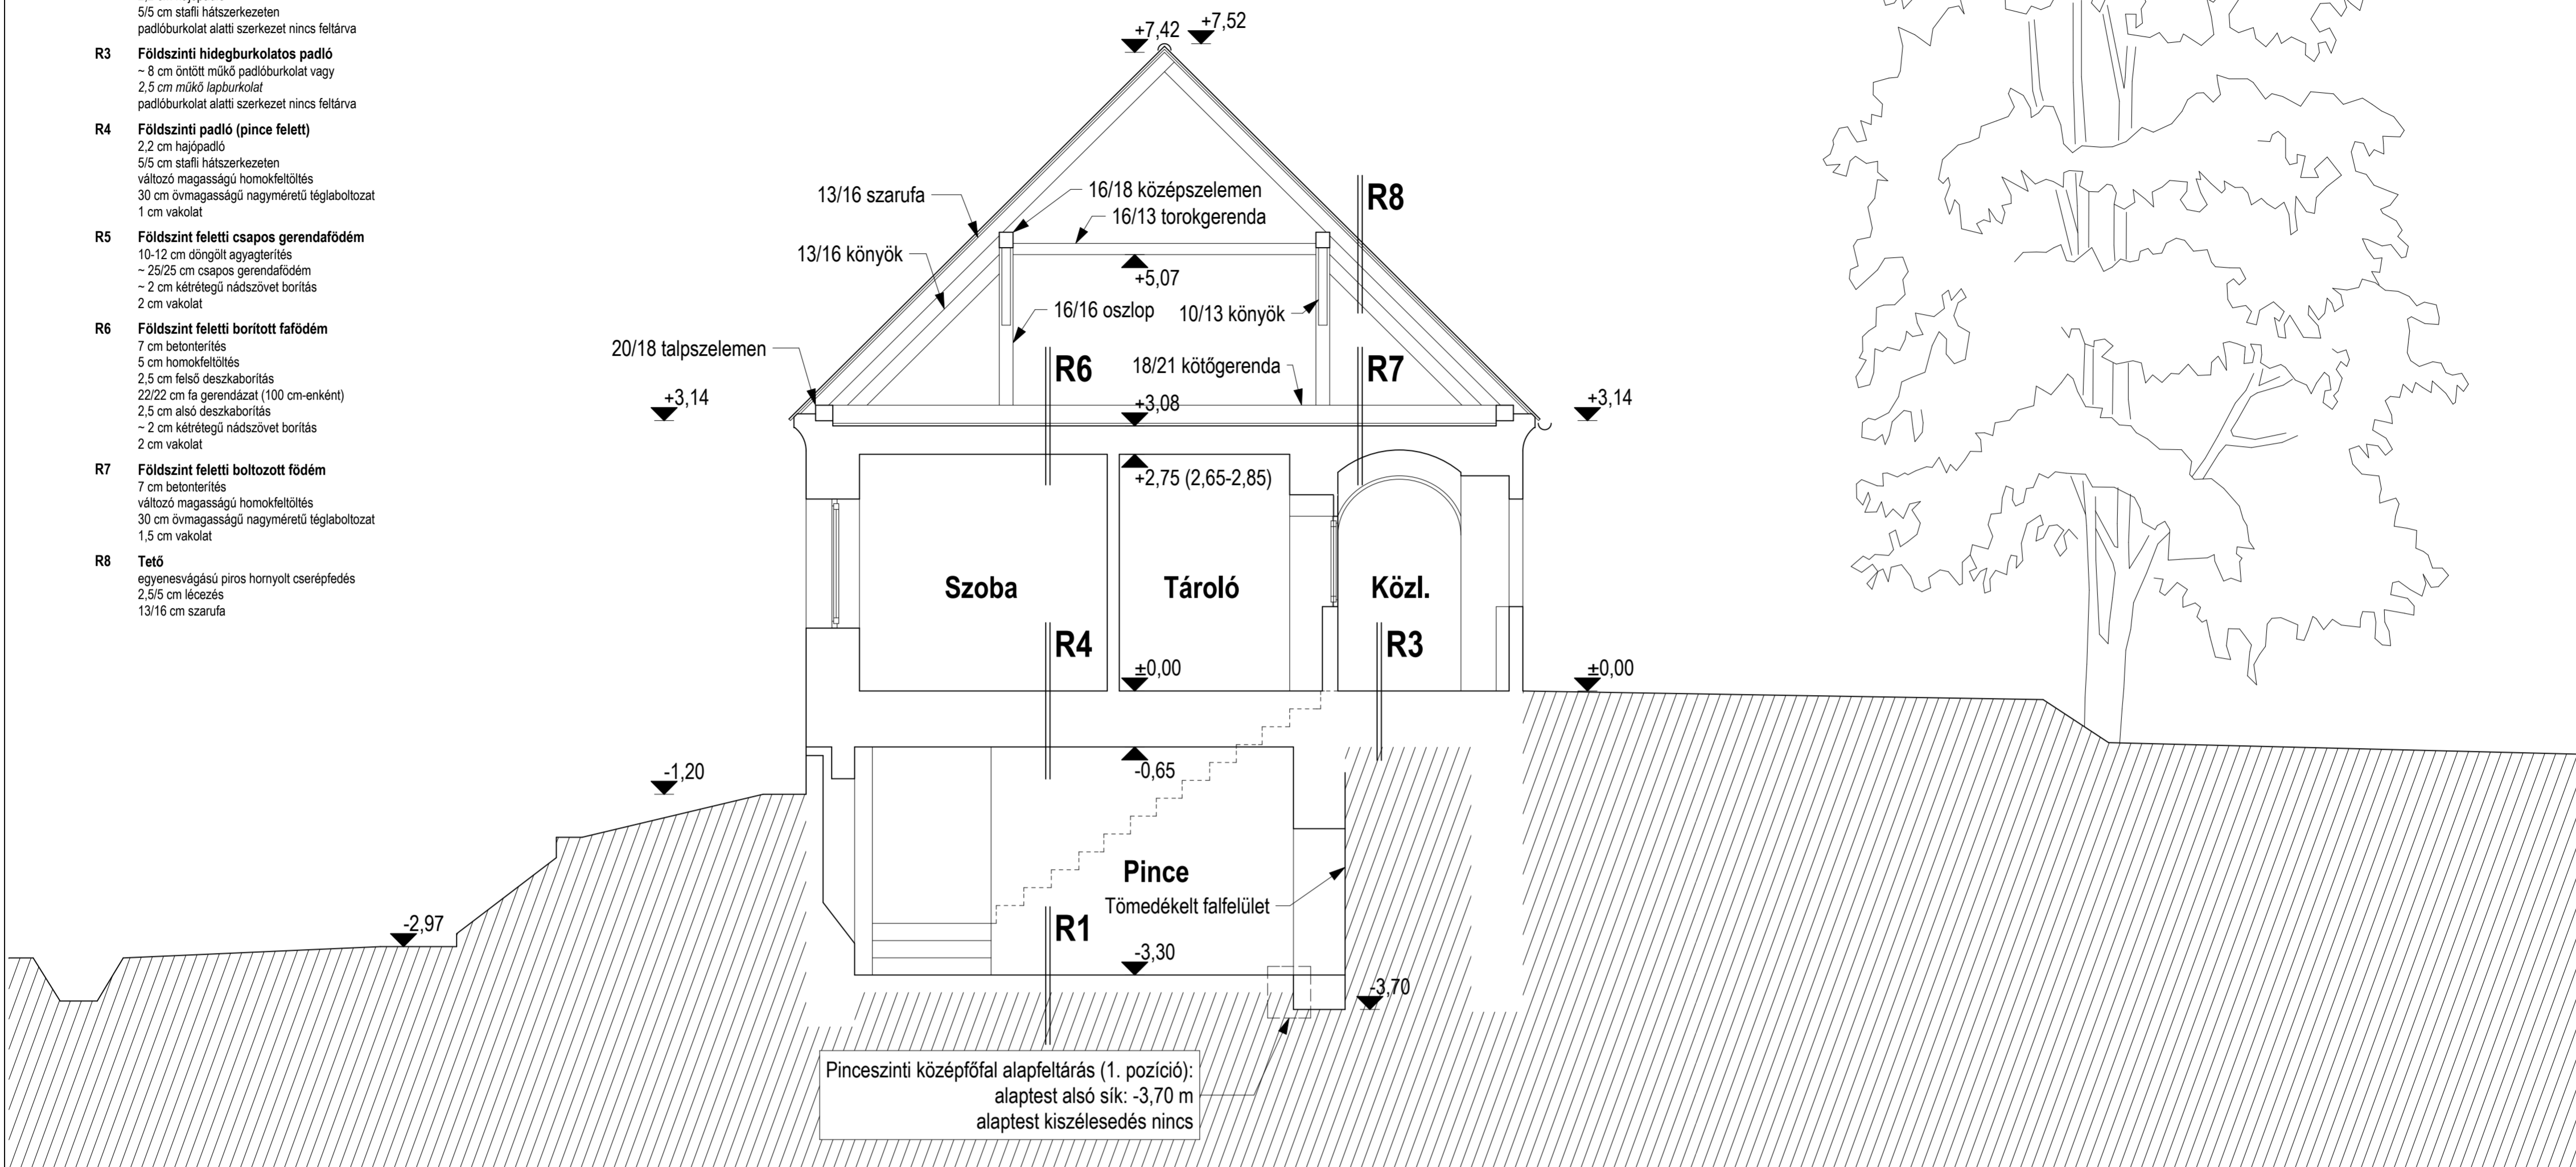 5/5 cm stafli hátszerkezeten
padlóburkolat alatti szerkezet nincs feltárva
R3 Földszinti hidegburkolatos padló
~ 8 cm öntött műkő padlóburkolat vagy
2,5 cm műkő lapburkolat
padlóburkolat alatti szerkezet nincs feltárva
R4 Földszinti padló (pince felett)
2,2 cm hajópadló
5/5 cm stafli hátszerkezeten
változó magasságú homokfeltöltés
30 cm övmagasságű nagyméretű téglaboltozat
1 cm vakolat
R5 Földszint feletti csapos gerendafödém
10-12 cm döngölt agyagterítés
~ 25/25 cm csapos gerendafödém
~ 2 cm kétrétegű nádszövet borítás
2 cm vakolat
R6 Földszint feletti borított fafödém
7 cm betonterítés
5 cm homokfeltöltés
2,5 cm felső deszkaborítás
22/22 cm fa gerendázat (100 cm-enként)
2,5 cm alsó deszkaborítás
~ 2 cm kétrétegű nádszövet borítás
2 cm vakolat
R7 Földszint feletti boltozott födém
7 cm betonterítés
változó magasságú homokfeltöltés
30 cm övmagasságű nagyméretű téglaboltozat
1,5 cm vakolat
R8 Tető
egyenesvágású piros hornyolt cserépfedés
2,5/5 cm lécezés
13/16 cm szarufa
+7,42
+7,52
13/16 szarufa
16/18 középszelemen
R8
16/13 torokgerenda
13/16 könyök
+5,07
16/16 oszlop
10/13 könyök
20/18 talpszelemen
R6
18/21 kötőgerenda
R7
+3,14
+3,08
+3,14
+2,75 (2,65-2,85)
Szoba
Tároló
Közl.
R4
R3
±0,00
±0,00
-1,20
-0,65
Pince
Tömedékelt falfelület
-2,97
R1
-3,30
-3,70
Pinceszinti középfőfal alapfeltárás (1. pozíció):
alaptest alsó sík: -3,70 m
alaptest kiszélesedés nincs